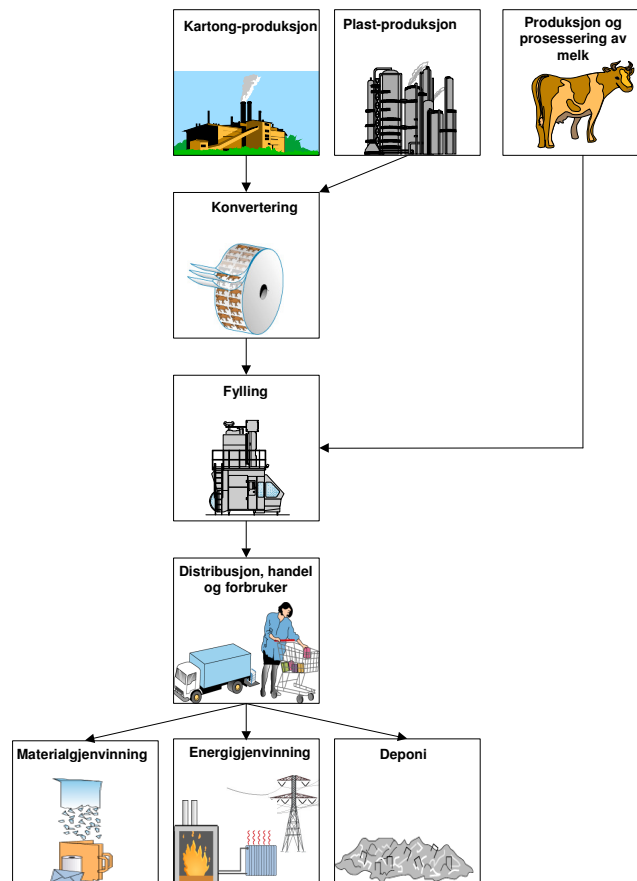 Kartong-produksjon
Plast-produksjon
Produksjon og
prosessering av
melk
Konvertering
Fylling
Distribusjon, handel
og forbruker
Materialgjenvinning
Energigjenvinning
Deponi